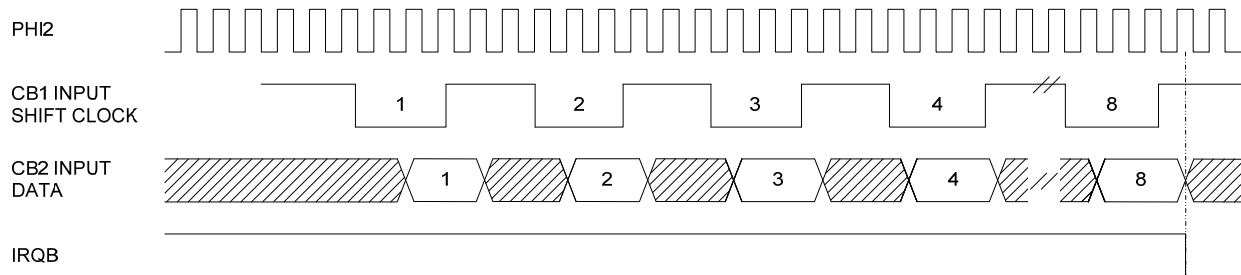 PHI2
CB1 INPUT
SHIFT CLOCK
1 2 3 4 8
CB2 INPUT
DATA
1 2 3 4 8
IRQB